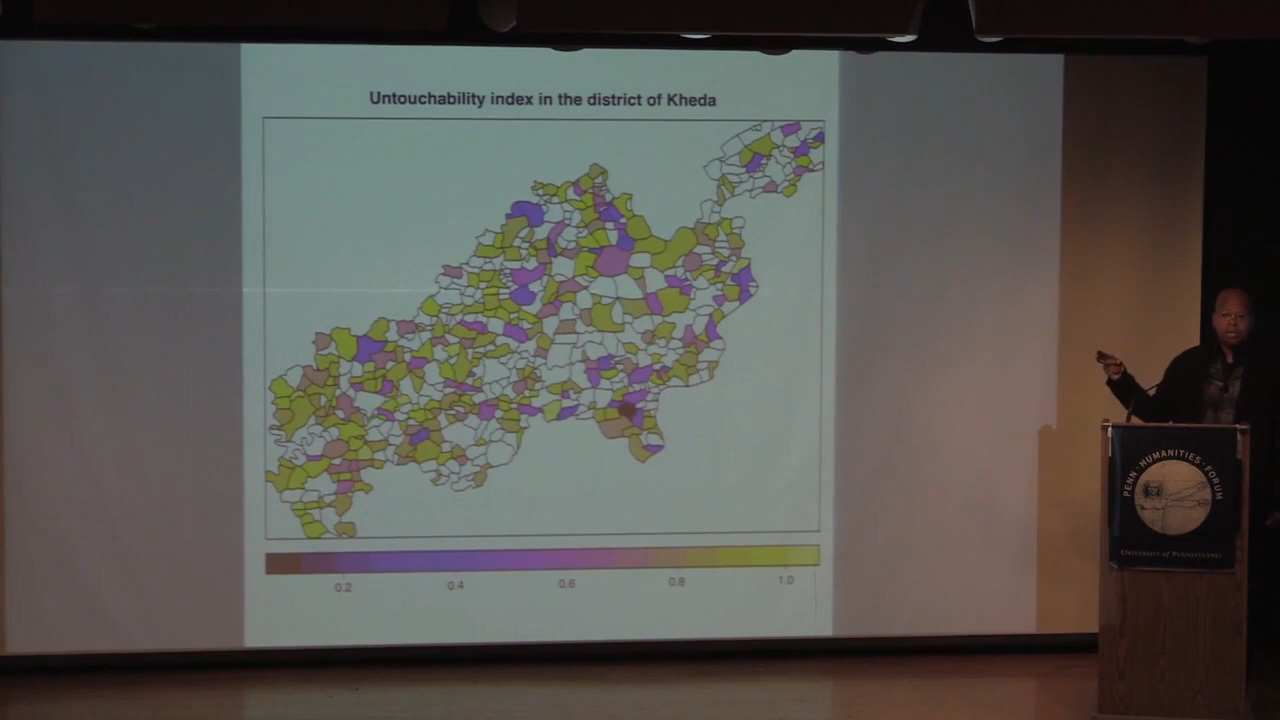 Untouchability index in the district of Kheda
0.2 0.4 0.6 0.8 1.0
PENN · HUMANITIES · FORUM
UNIVERSITY of PENNSYLVANIA